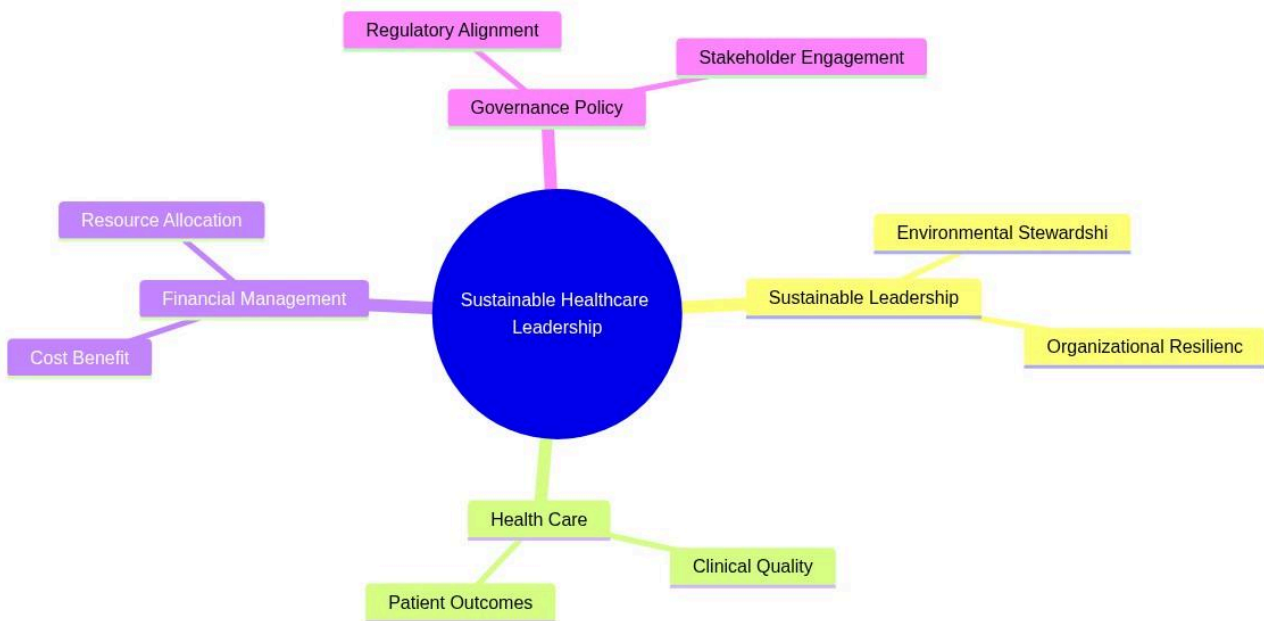 Regulatory Alignment
Stakeholder Engagement
Governance Policy
Resource Allocation
Environmental Stewardshi
Financial Management
Sustainable Healthcare
Leadership
Sustainable Leadership
Cost Benefit
Organizational Resilienc
Health Care
Clinical Quality
Patient Outcomes